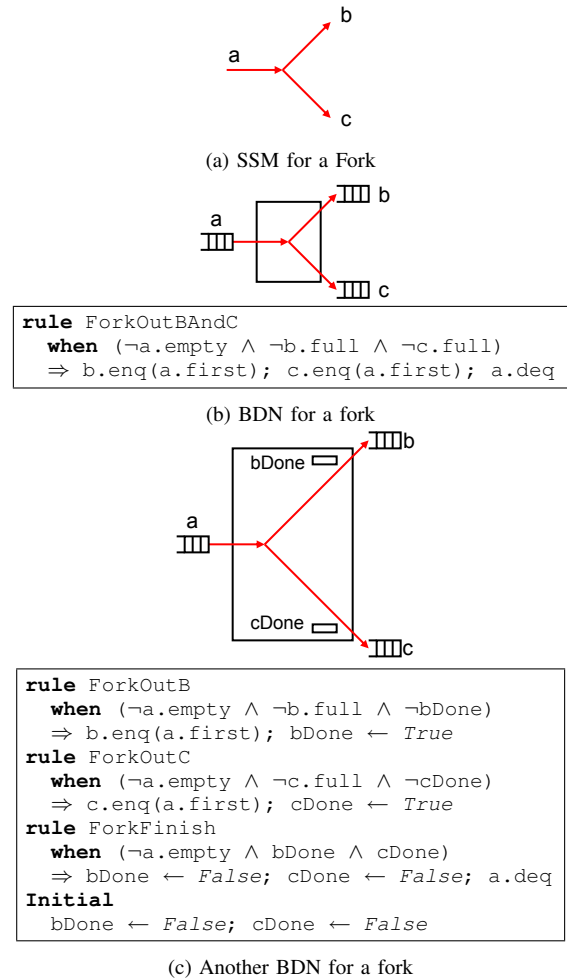 b
a
c
(a) SSM for a Fork
b
a
c
rule ForkOutBAndC
when (¬a.empty ∧ ¬b.full ∧ ¬c.full)
⇒ b.enq(a.first); c.enq(a.first); a.deq
(b) BDN for a fork
b
bDone
a
cDone
c
rule ForkOutB
when (¬a.empty ∧ ¬b.full ∧ ¬bDone)
⇒ b.enq(a.first); bDone ← True
rule ForkOutC
when (¬a.empty ∧ ¬c.full ∧ ¬cDone)
⇒ c.enq(a.first); cDone ← True
rule ForkFinish
when (¬a.empty ∧ bDone ∧ cDone)
⇒ bDone ← False; cDone ← False; a.deq
Initial
bDone ← False; cDone ← False
(c) Another BDN for a fork